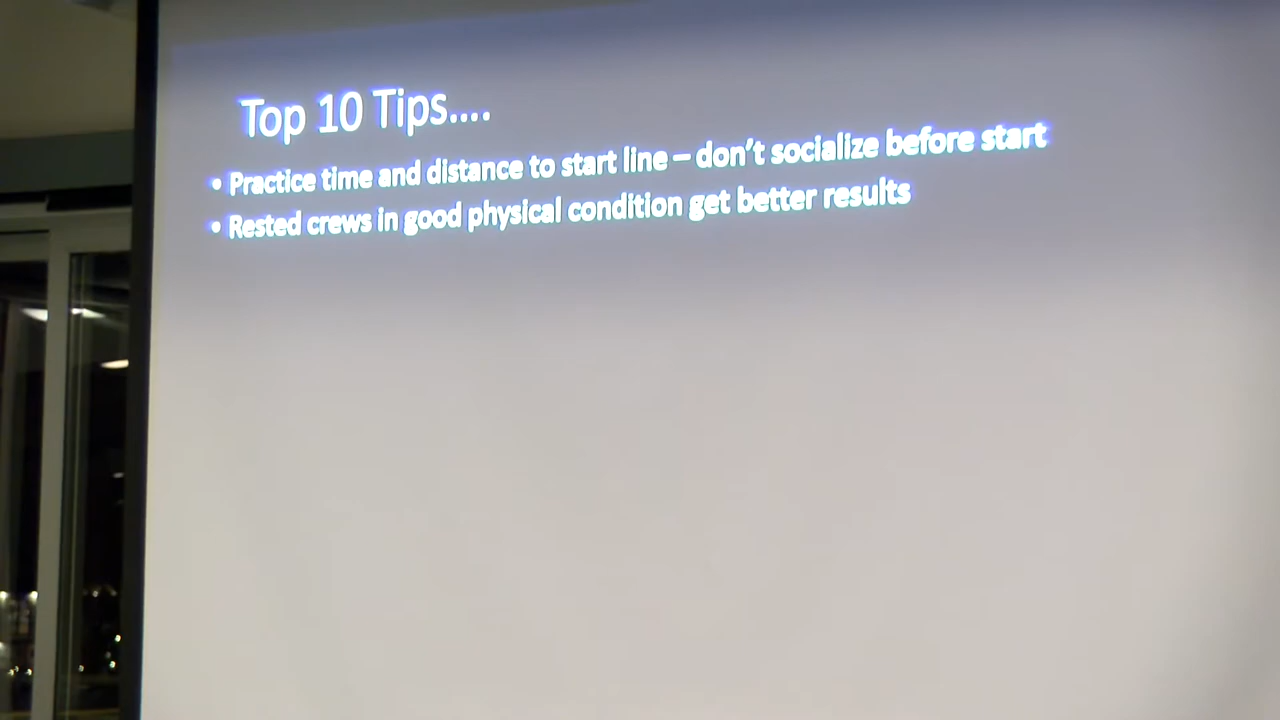 Top 10 Tips....
• Practice time and distance to start line – don't socialize before start
• Rested crews in good physical condition get better results